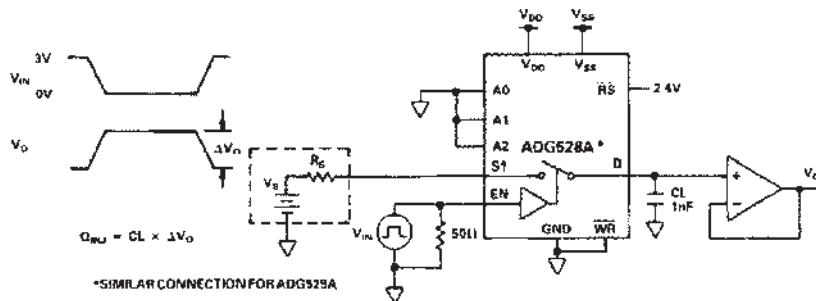 VDD VSS
3V
VIN
0V
VO
ΔVO
VDD VSS
A0
A1
A2
RS
2.4V
ADG528A*
RS
VS
S1
D
EN
VIN
50Ω
GND WR
CL
1nF
+
−
VO
QINJ = CL × ΔVO
*SIMILAR CONNECTION FOR ADG529A